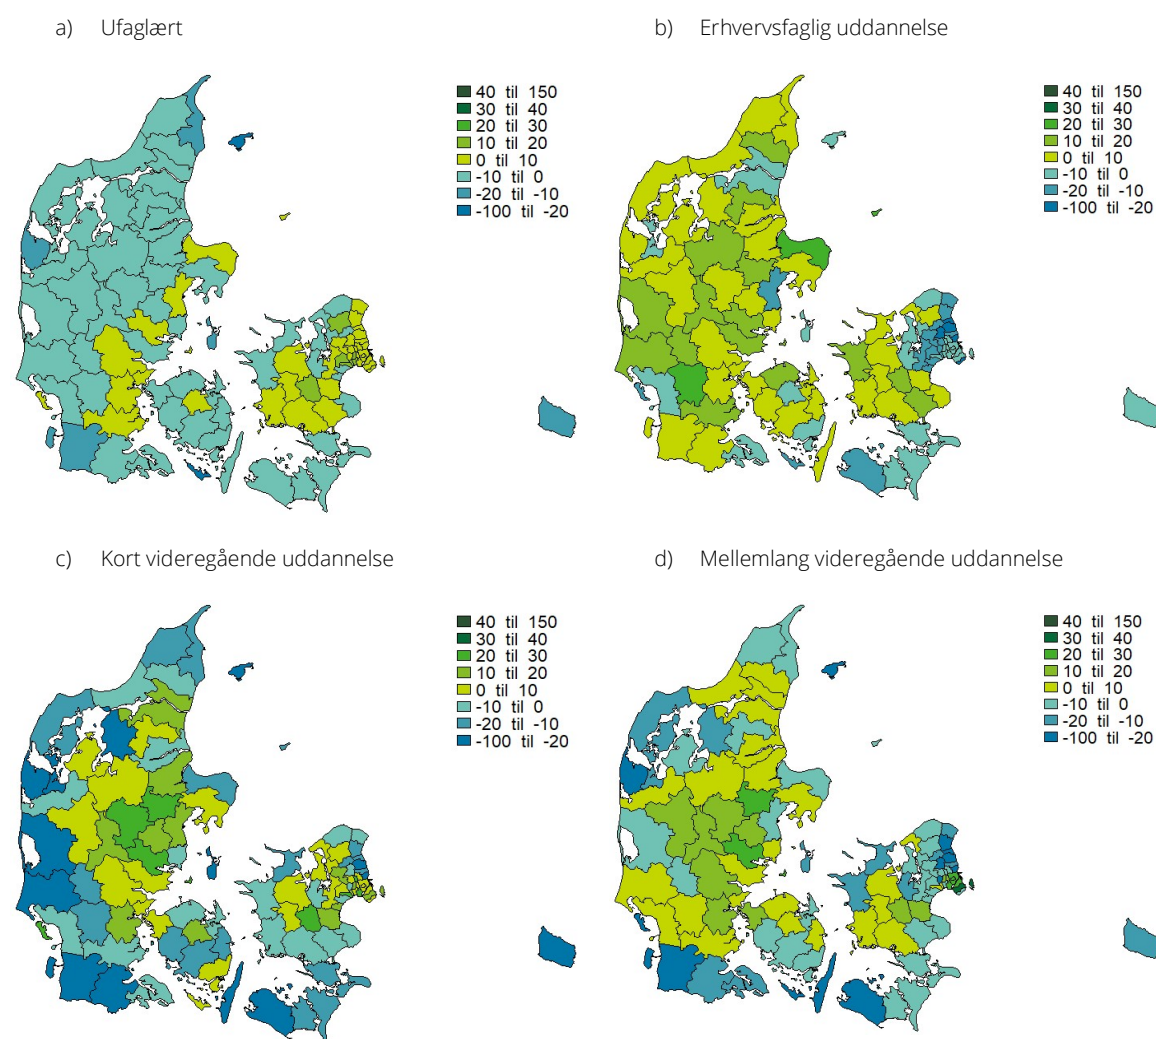 a) Ufaglært
40 til 150
30 til 40
20 til 30
10 til 20
0 til 10
-10 til 0
-20 til -10
-100 til -20
b) Erhvervsfaglig uddannelse
40 til 150
30 til 40
20 til 30
10 til 20
0 til 10
-10 til 0
-20 til -10
-100 til -20
c) Kort videregående uddannelse
40 til 150
30 til 40
20 til 30
10 til 20
0 til 10
-10 til 0
-20 til -10
-100 til -20
d) Mellemlang videregående uddannelse
40 til 150
30 til 40
20 til 30
10 til 20
0 til 10
-10 til 0
-20 til -10
-100 til -20